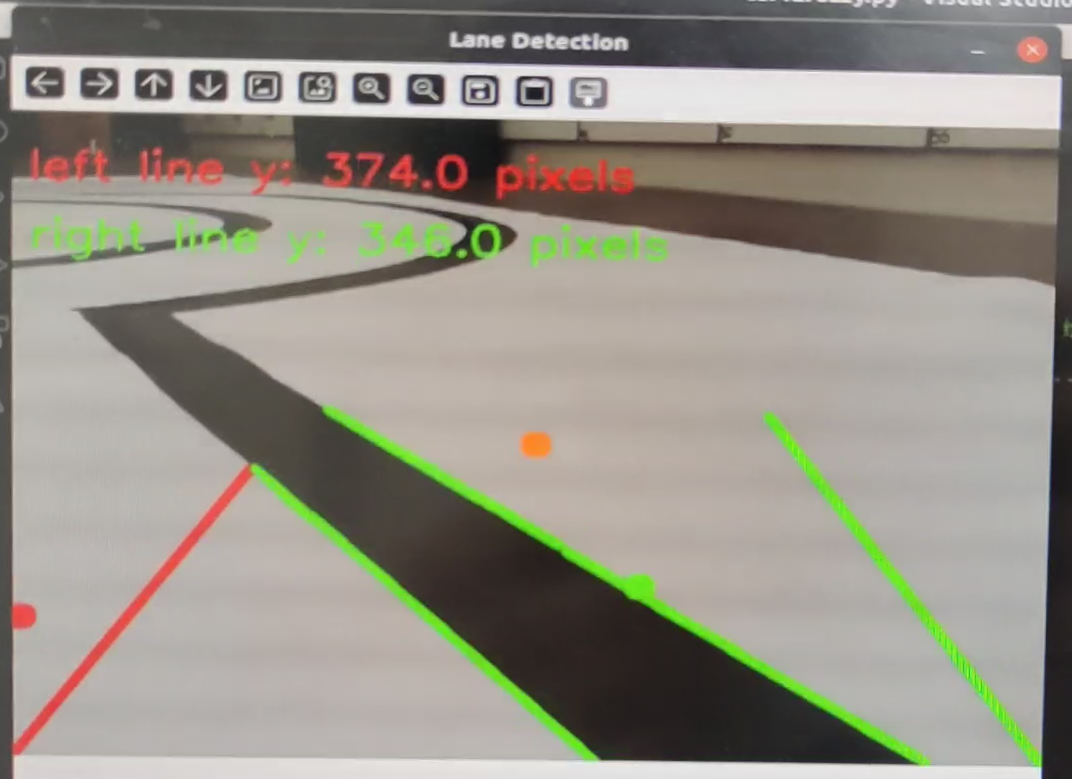 Lane Detection
left line y: 374.0 pixels
right line y: 346.0 pixels